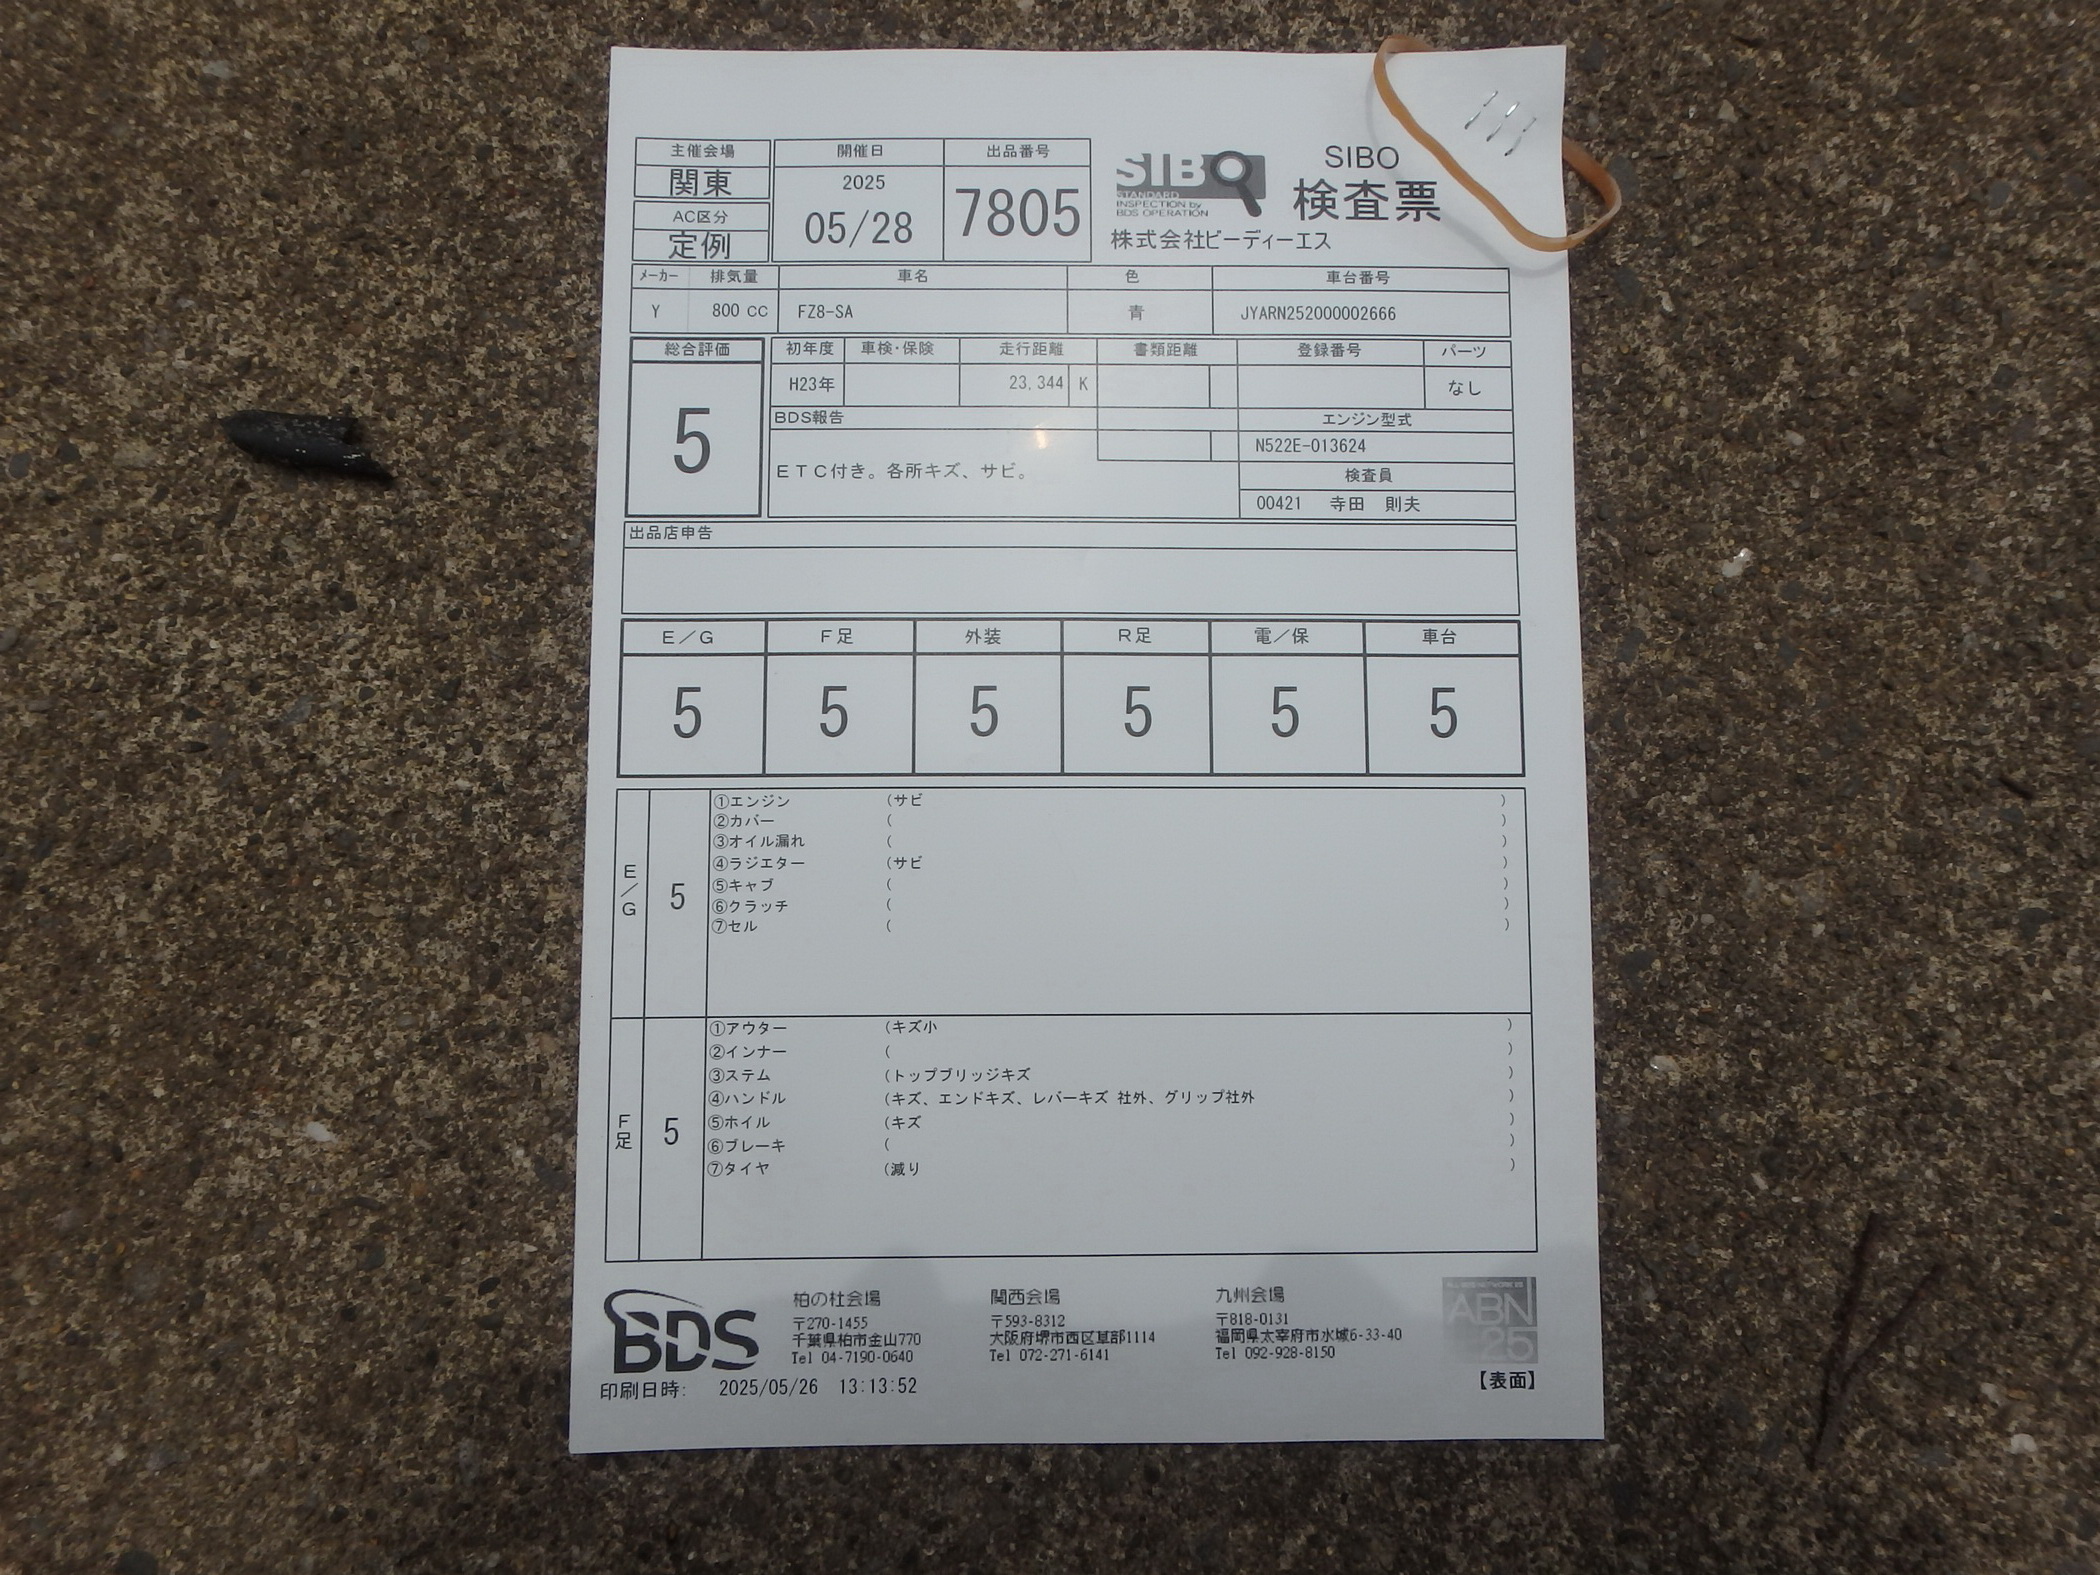 主催会場 開催日 出品番号
関東 2025 05/28 7805
AC区分
定例
SIBO
STANDARD
INSPECTION by
BDS OPERATION
SIBO
検査票
株式会社ビーディーエス
メーカー 排気量 車名 色 車台番号
Y 800 CC FZ8-SA 青 JYARN252000002666
総合評価 初年度 車検・保険 走行距離 書類距離 登録番号 パーツ
5 H23年 23,344 K なし
BDS報告 エンジン型式
N522E-013624
ETC付き。各所キズ、サビ。
検査員
00421 寺田 則夫
出品店申告
E/G F足 外装 R足 電/保 車台
5 5 5 5 5 5
E/G 5
①エンジン (サビ )
②カバー ( )
③オイル漏れ ( )
④ラジエター (サビ )
⑤キャブ ( )
⑥クラッチ ( )
⑦セル ( )
F足 5
①アウター (キズ小 )
②インナー ( )
③ステム (トップブリッジキズ )
④ハンドル (キズ、エンドキズ、レバーキズ 社外、グリップ社外 )
⑤ホイル (キズ )
⑥ブレーキ ( )
⑦タイヤ (減り )
BDS
柏の杜会場
〒270-1455
千葉県柏市金山770
Tel 04-7190-0640
関西会場
〒593-8312
大阪府堺市西区草部1114
Tel 072-271-6141
九州会場
〒818-0131
福岡県太宰府市水城6-33-40
Tel 092-928-8150
ABN
25
【表面】
印刷日時: 2025/05/26 13:13:52